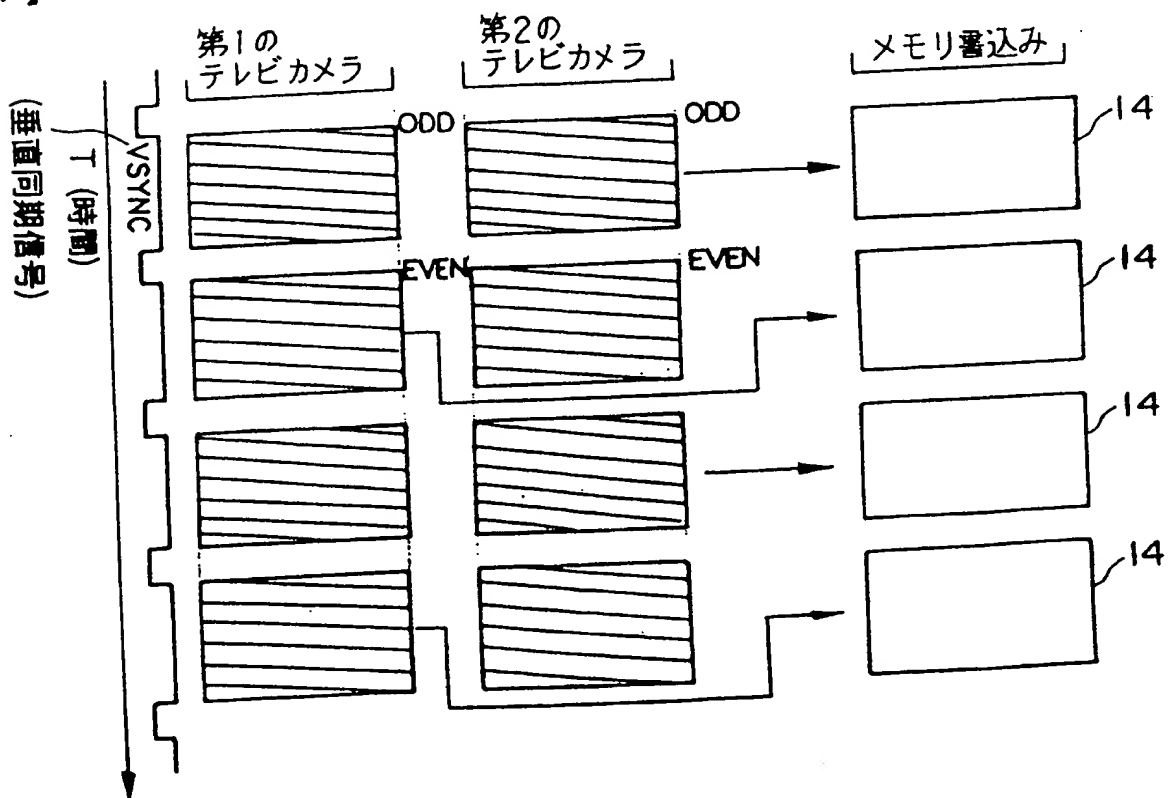 第1の
テレビカメラ
第2の
テレビカメラ
メモリ書込み
ODD
ODD
14
EVEN
EVEN
14
14
14
VSYNC
(垂直同期信号)
T (時間)